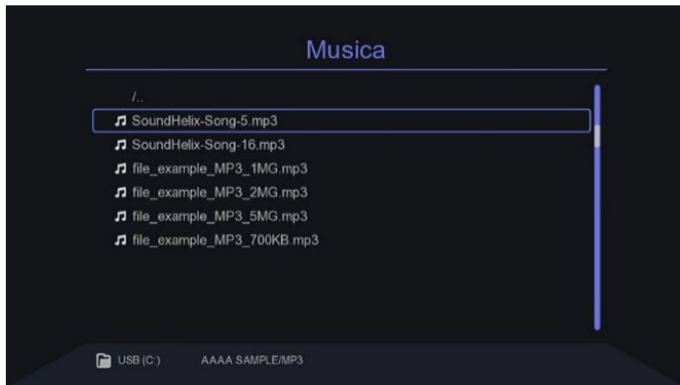 Musica
/..
SoundHelix-Song-5.mp3
SoundHelix-Song-16.mp3
file_example_MP3_1MG.mp3
file_example_MP3_2MG.mp3
file_example_MP3_5MG.mp3
file_example_MP3_700KB.mp3
USB (C:) AAAA SAMPLE/MP3